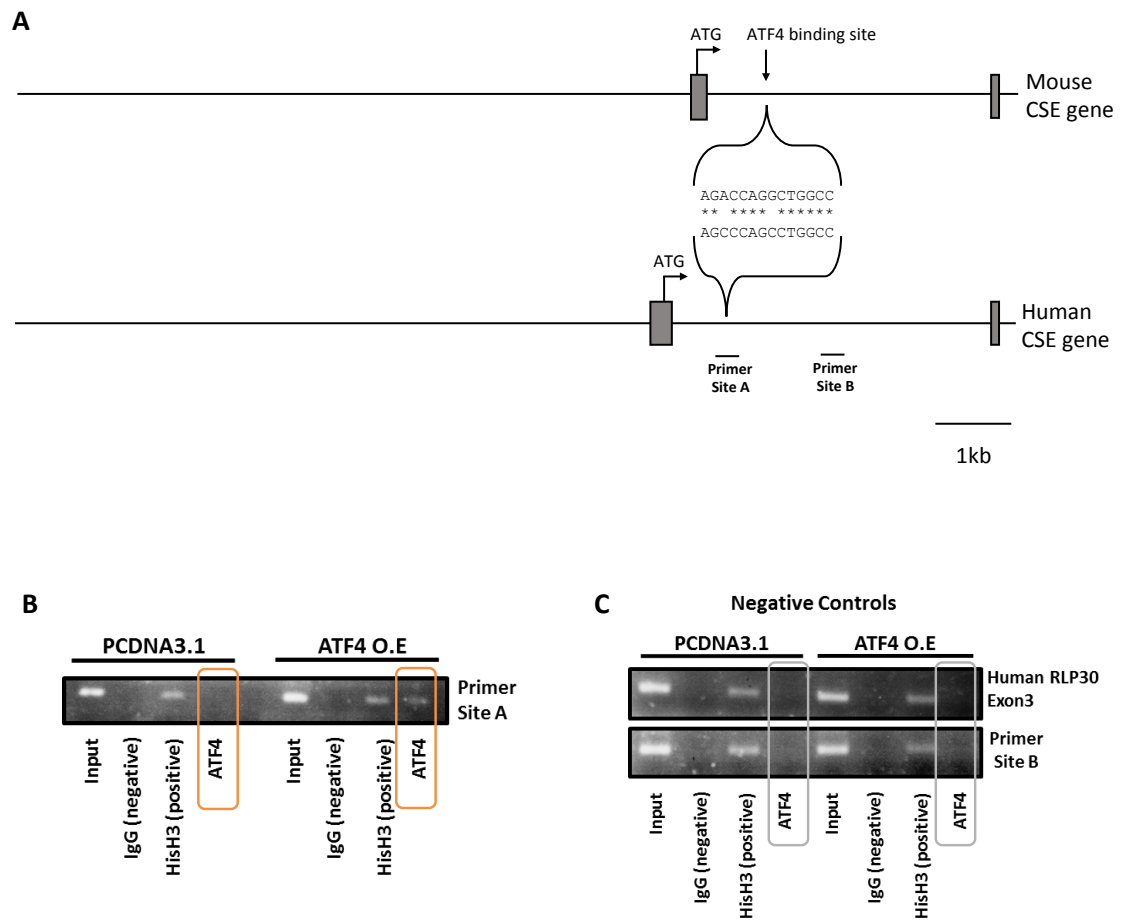 A
ATG
ATF4 binding site
Mouse
CSE gene
AGACCAGGCTGGCC
** **** ******
AGCCCAGCCTGGCC
ATG
Human
CSE gene
Primer
Site A
Primer
Site B
1kb
B
PCDNA3.1
ATF4 O.E
Primer
Site A
Input
IgG (negative)
HisH3 (positive)
ATF4
Input
IgG (negative)
HisH3 (positive)
ATF4
C
Negative Controls
PCDNA3.1
ATF4 O.E
Human RLP30
Exon3
Primer
Site B
Input
IgG (negative)
HisH3 (positive)
ATF4
Input
IgG (negative)
HisH3 (positive)
ATF4